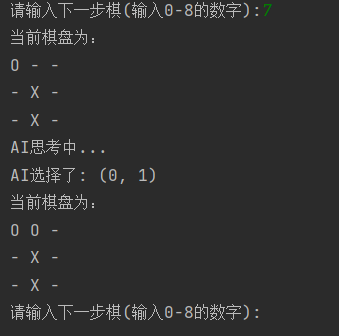 请输入下一步棋(输入0-8的数字):7
当前棋盘为:
O - -
- X -
- X -
AI思考中...
AI选择了: (0, 1)
当前棋盘为:
O O -
- X -
- X -
请输入下一步棋(输入0-8的数字):